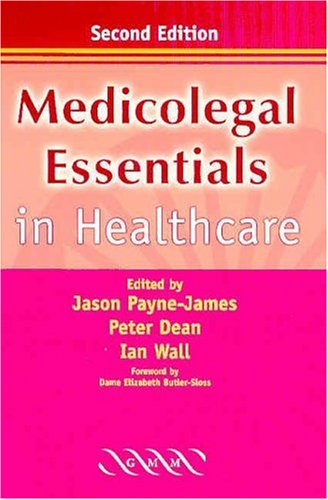 Second Edition
Medicolegal
Essentials
in Healthcare
Edited by
Jason Payne-James
Peter Dean
Ian Wall
Foreword by
Dame Elizabeth Butler-Sloss
GMM